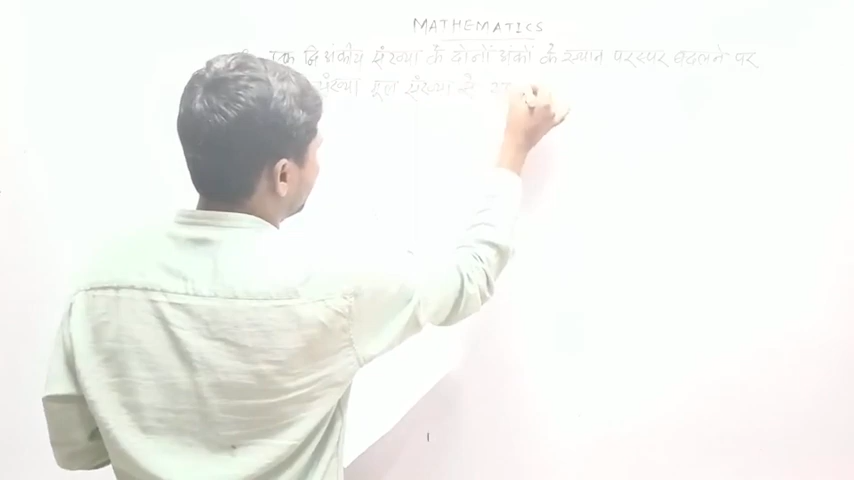 MATHEMATICS
एक द्वि अंकीय संख्या के दोनों अंकों के स्थान परस्पर बदलने पर
संख्या मूल संख्या से 27